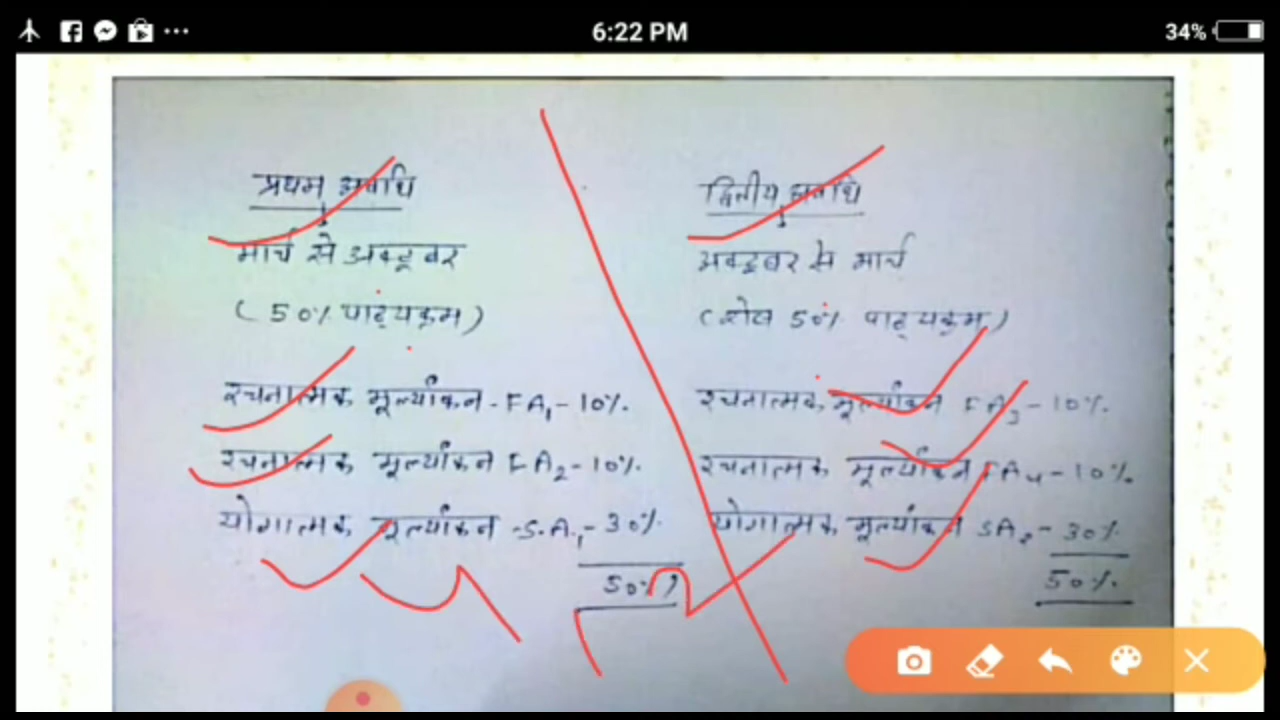 6:22 PM
34%
प्रथम अवधि
मार्च से अक्टूबर
(50% पाठ्यक्रम)
रचनात्मक मूल्यांकन - FA1 - 10%.
रचनात्मक मूल्यांकन FA2 - 10%.
योगात्मक मूल्यांकन - S.A1 - 30%.
50%
द्वितीय अवधि
अक्टूबर से मार्च
(शेष 50% पाठ्यक्रम)
रचनात्मक मूल्यांकन FA3 - 10%.
रचनात्मक मूल्यांकन FA4 - 10%.
योगात्मक मूल्यांकन SA2 - 30%.
50%.